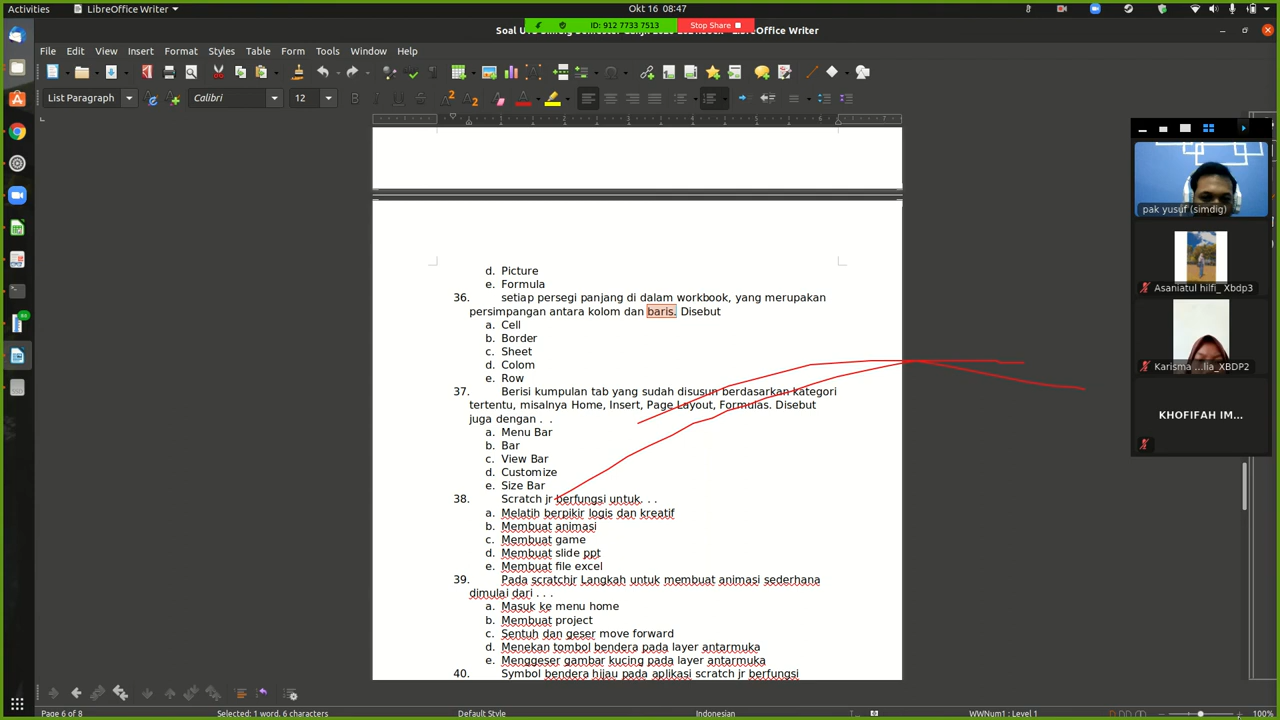 Activities
LibreOffice Writer
Okt 16 08:47
ID: 912 7733 7513
Stop Share
LibreOffice Writer
File Edit View Insert Format Styles Table Form Tools Window Help
List Paragraph
Calibri
12
pak yusuf (simdig)
Asaniatul hilfi_ Xbdp3
Karisma ...lia_XBDP2
KHOFIFAH IM...
d. Picture
e. Formula
36. setiap persegi panjang di dalam workbook, yang merupakan
persimpangan antara kolom dan baris. Disebut
a. Cell
b. Border
c. Sheet
d. Colom
e. Row
37. Berisi kumpulan tab yang sudah disusun berdasarkan kategori
tertentu, misalnya Home, Insert, Page Layout, Formulas. Disebut
juga dengan . .
a. Menu Bar
b. Bar
c. View Bar
d. Customize
e. Size Bar
38. Scratch jr berfungsi untuk. . .
a. Melatih berpikir logis dan kreatif
b. Membuat animasi
c. Membuat game
d. Membuat slide ppt
e. Membuat file excel
39. Pada scratchjr Langkah untuk membuat animasi sederhana
dimulai dari . . .
a. Masuk ke menu home
b. Membuat project
c. Sentuh dan geser move forward
d. Menekan tombol bendera pada layer antarmuka
e. Menggeser gambar kucing pada layer antarmuka
40. Symbol bendera hijau pada aplikasi scratch jr berfungsi
Page 6 of 8
Selected: 1 word, 6 characters
Default Style
Indonesian
WWNum1 : Level 1
100%